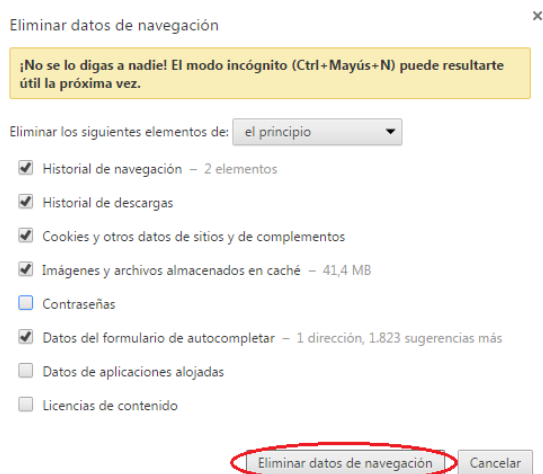 Eliminar datos de navegación
¡No se lo digas a nadie! El modo incógnito (Ctrl+Mayús+N) puede resultarte
útil la próxima vez.
Eliminar los siguientes elementos de: el principio
Historial de navegación – 2 elementos
Historial de descargas
Cookies y otros datos de sitios y de complementos
Imágenes y archivos almacenados en caché – 41,4 MB
Contraseñas
Datos del formulario de autocompletar – 1 dirección, 1.823 sugerencias más
Datos de aplicaciones alojadas
Licencias de contenido
Eliminar datos de navegación Cancelar